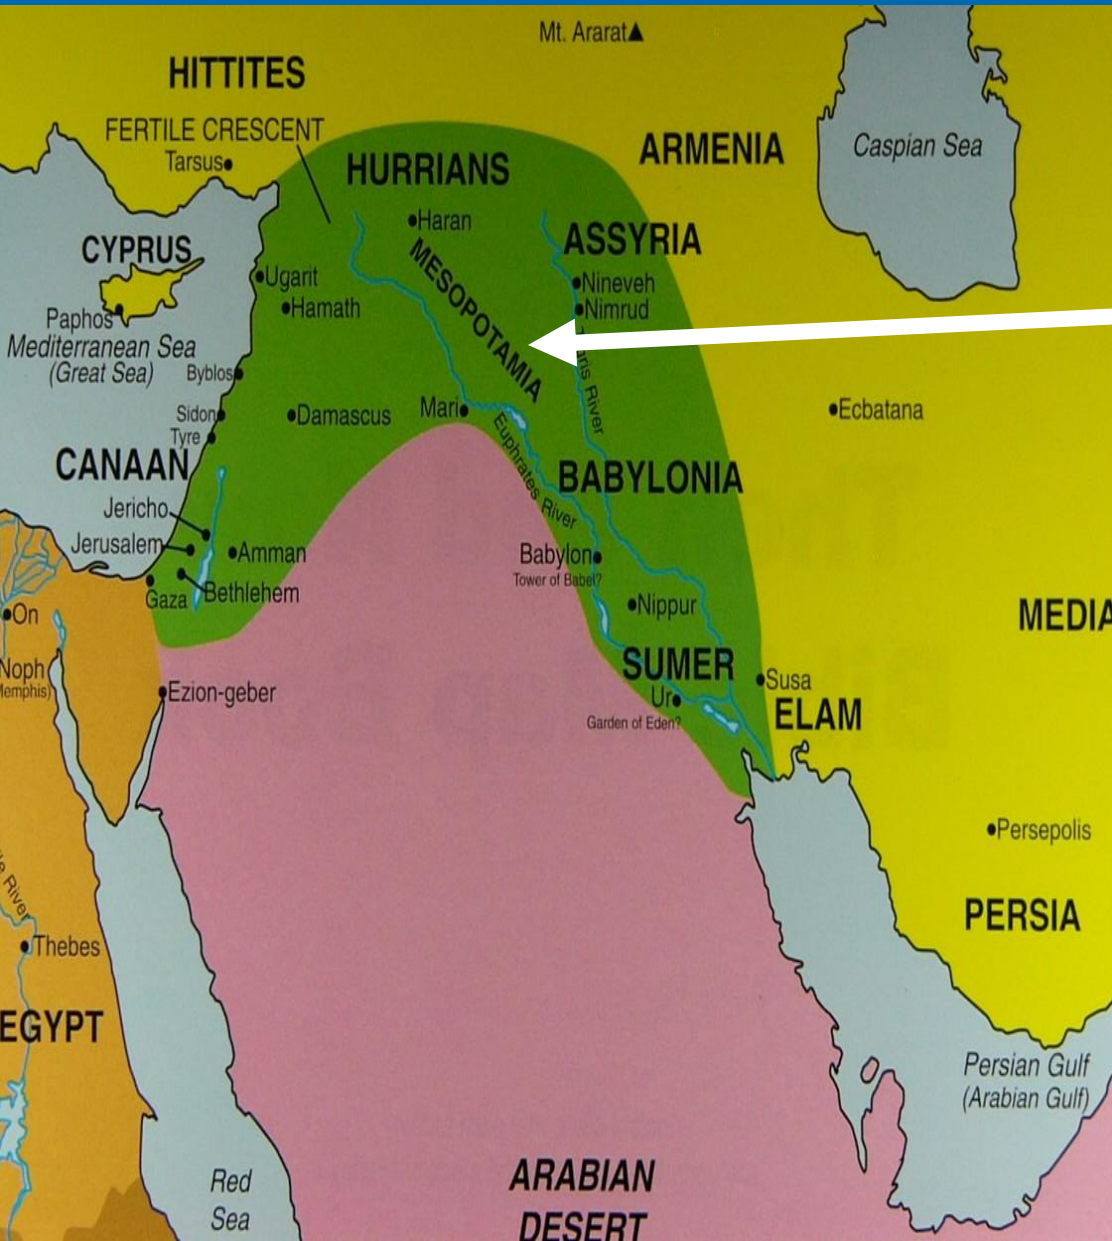 Mt. Ararat
HITTITES
FERTILE CRESCENT
Tarsus
HURRIANS
ARMENIA
Caspian Sea
Haran
CYPRUS
ASSYRIA
MESOPOTAMIA
Ugarit
Nineveh
Hamath
Nimrud
Paphos
Mediterranean Sea
(Great Sea)
Byblos
River
Sidon
Damascus
Mari
Ecbatana
Tyre
CANAAN
Euphrates River
BABYLONIA
Jericho
Jerusalem
Amman
Babylon
Tower of Babel?
Bethlehem
Gaza
Nippur
On
MEDIA
Noph
SUMER
Susa
Ezion-geber
Ur
ELAM
Garden of Eden?
Persepolis
River
PERSIA
Thebes
EGYPT
Persian Gulf
(Arabian Gulf)
ARABIAN
DESERT
Red
Sea